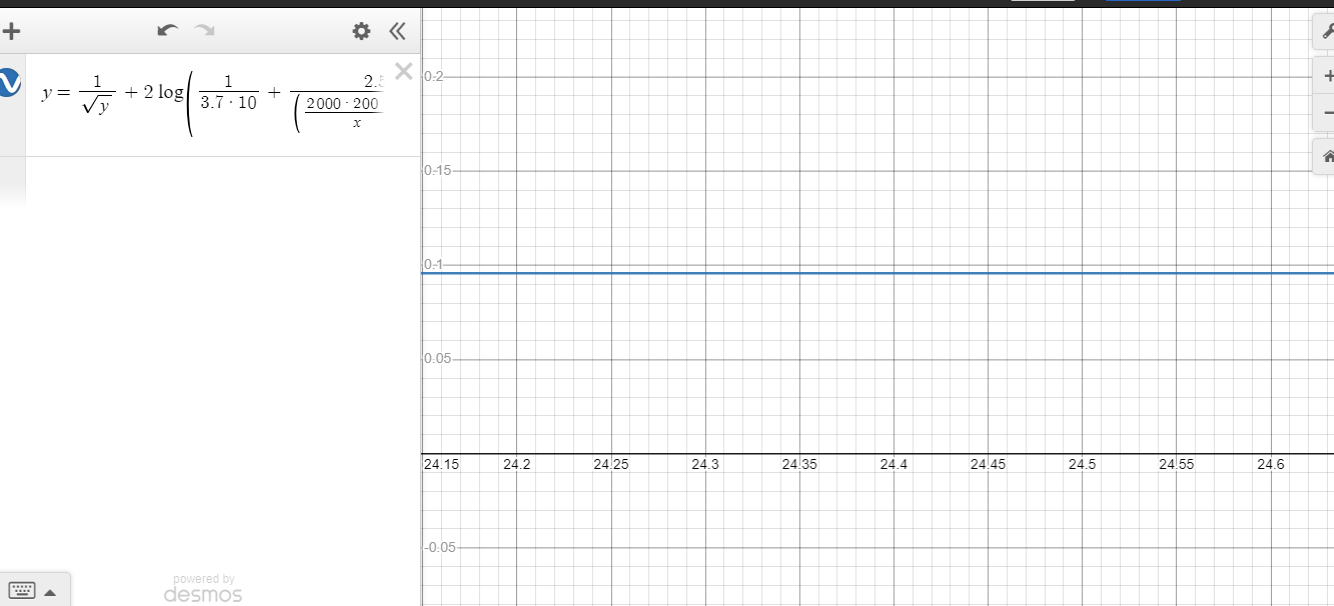 y = 1/√y + 2 log(1/(3.7 · 10) + 2.5/((2000 · 200)/x
0.2
0.15
0.1
0.05
24.15 24.2 24.25 24.3 24.35 24.4 24.45 24.5 24.55 24.6
-0.05
powered by
desmos